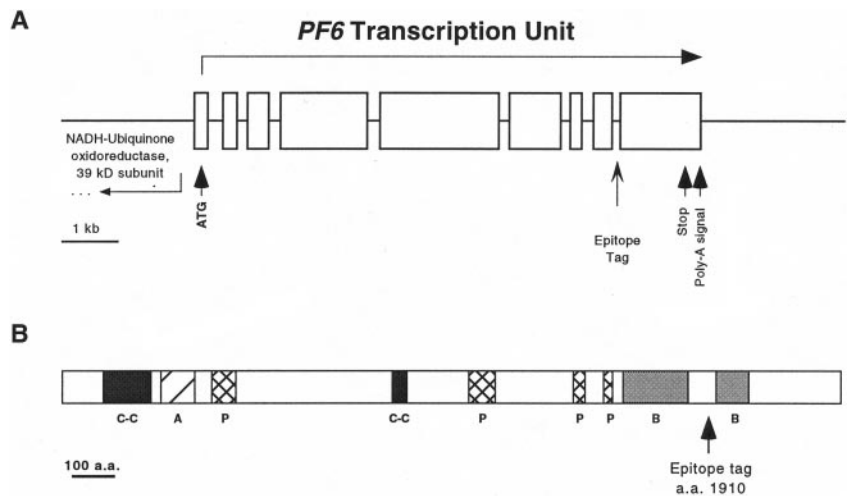 A
PF6 Transcription Unit
NADH-Ubiquinone
oxidoreductase,
39 kD subunit
. . .
1 kb
ATG
Epitope
Tag
Stop
Poly-A signal
B
C-C A P C-C P P P B B
100 a.a.
Epitope tag
a.a. 1910